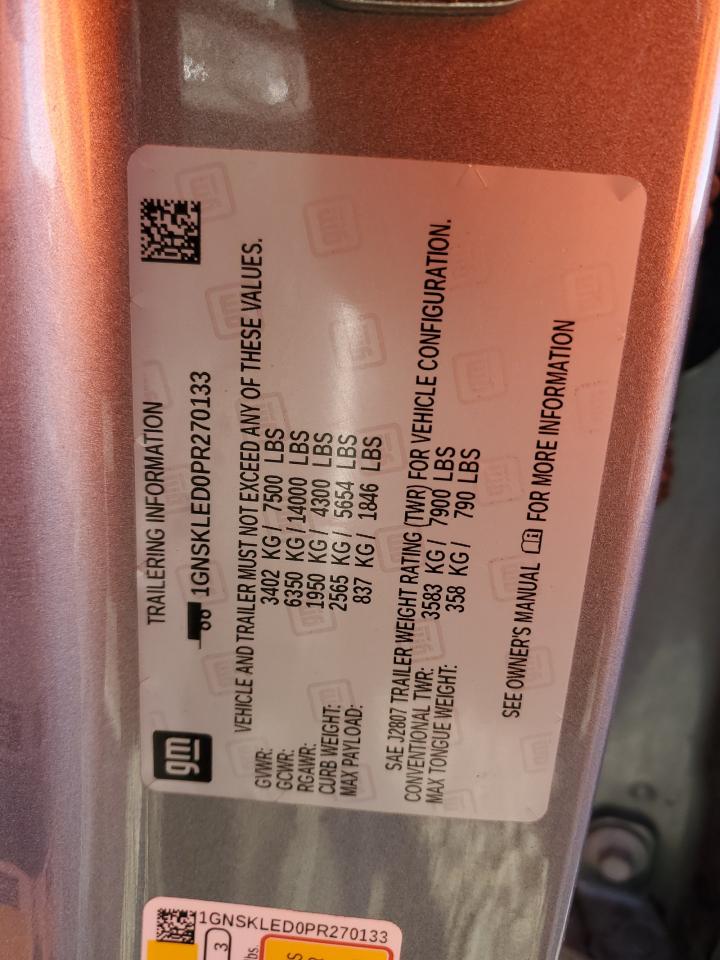 gm
TRAILERING INFORMATION
1GNSKLED0PR270133
VEHICLE AND TRAILER MUST NOT EXCEED ANY OF THESE VALUES.
GVWR: 3402 KG / 7500 LBS
GCWR: 6350 KG / 14000 LBS
RGAWR: 1950 KG / 4300 LBS
CURB WEIGHT: 2565 KG / 5654 LBS
MAX PAYLOAD: 837 KG / 1846 LBS
SAE J2807 TRAILER WEIGHT RATING (TWR) FOR VEHICLE CONFIGURATION.
CONVENTIONAL TWR: 3583 KG / 7900 LBS
MAX TONGUE WEIGHT: 358 KG / 790 LBS
SEE OWNER'S MANUAL FOR MORE INFORMATION
1GNSKLED0PR270133
3
lbs.